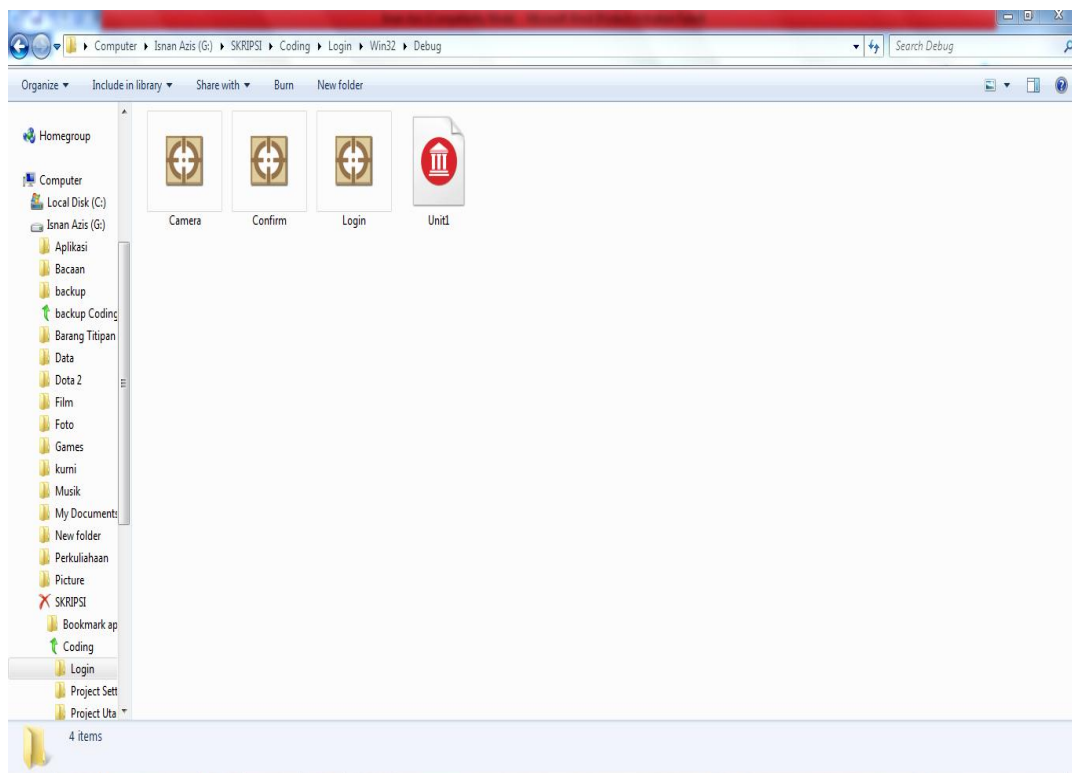 Computer Isnan Azis (G:) SKRIPSI Coding Login Win32 Debug
Search Debug
Organize Include in library Share with Burn New folder
Homegroup
Computer
Local Disk (C:)
Isnan Azis (G:)
Aplikasi
Bacaan
backup
backup Coding
Barang Titipan
Data
Dota 2
Film
Foto
Games
kurni
Musik
My Documents
New folder
Perkuliahaan
Picture
SKRIPSI
Bookmark ap
Coding
Login
Project Sett
Project Uta
Camera
Confirm
Login
Unit1
4 items